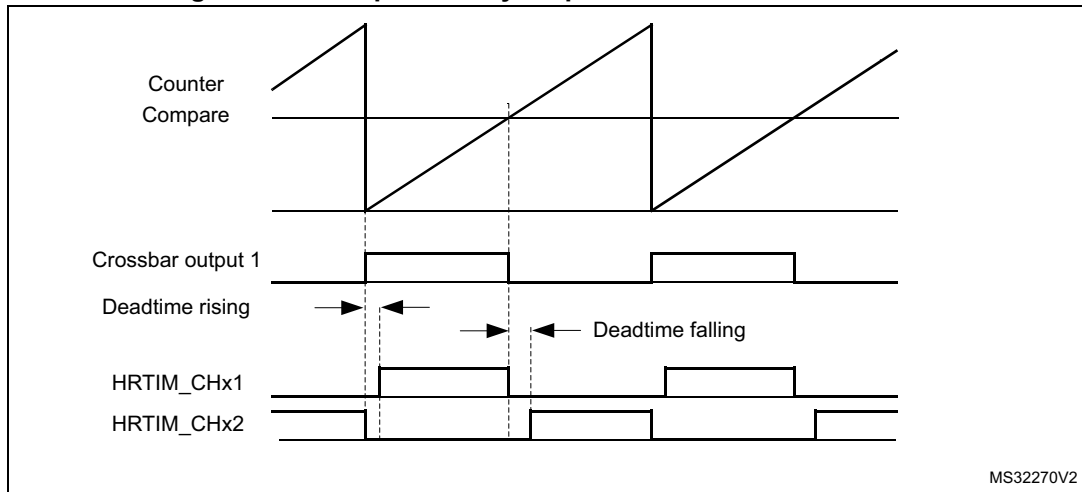 Counter
Compare
Crossbar output 1
Deadtime rising
Deadtime falling
HRTIM_CHx1
HRTIM_CHx2
MS32270V2